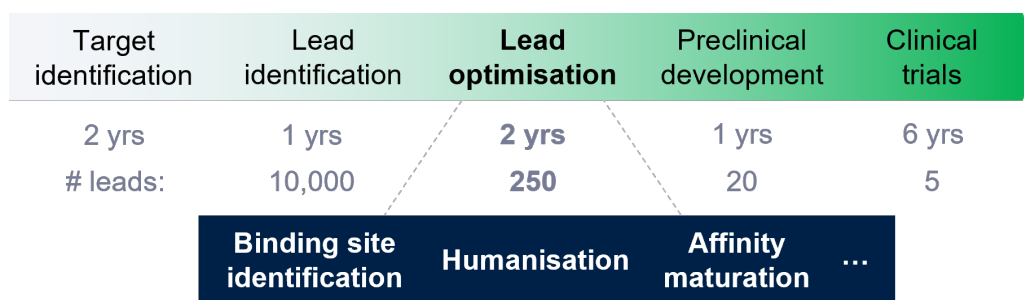 Target identification
Lead identification
Lead optimisation
Preclinical development
Clinical trials
2 yrs
1 yrs
2 yrs
1 yrs
6 yrs
# leads:
10,000
250
20
5
Binding site identification
Humanisation
Affinity maturation
...